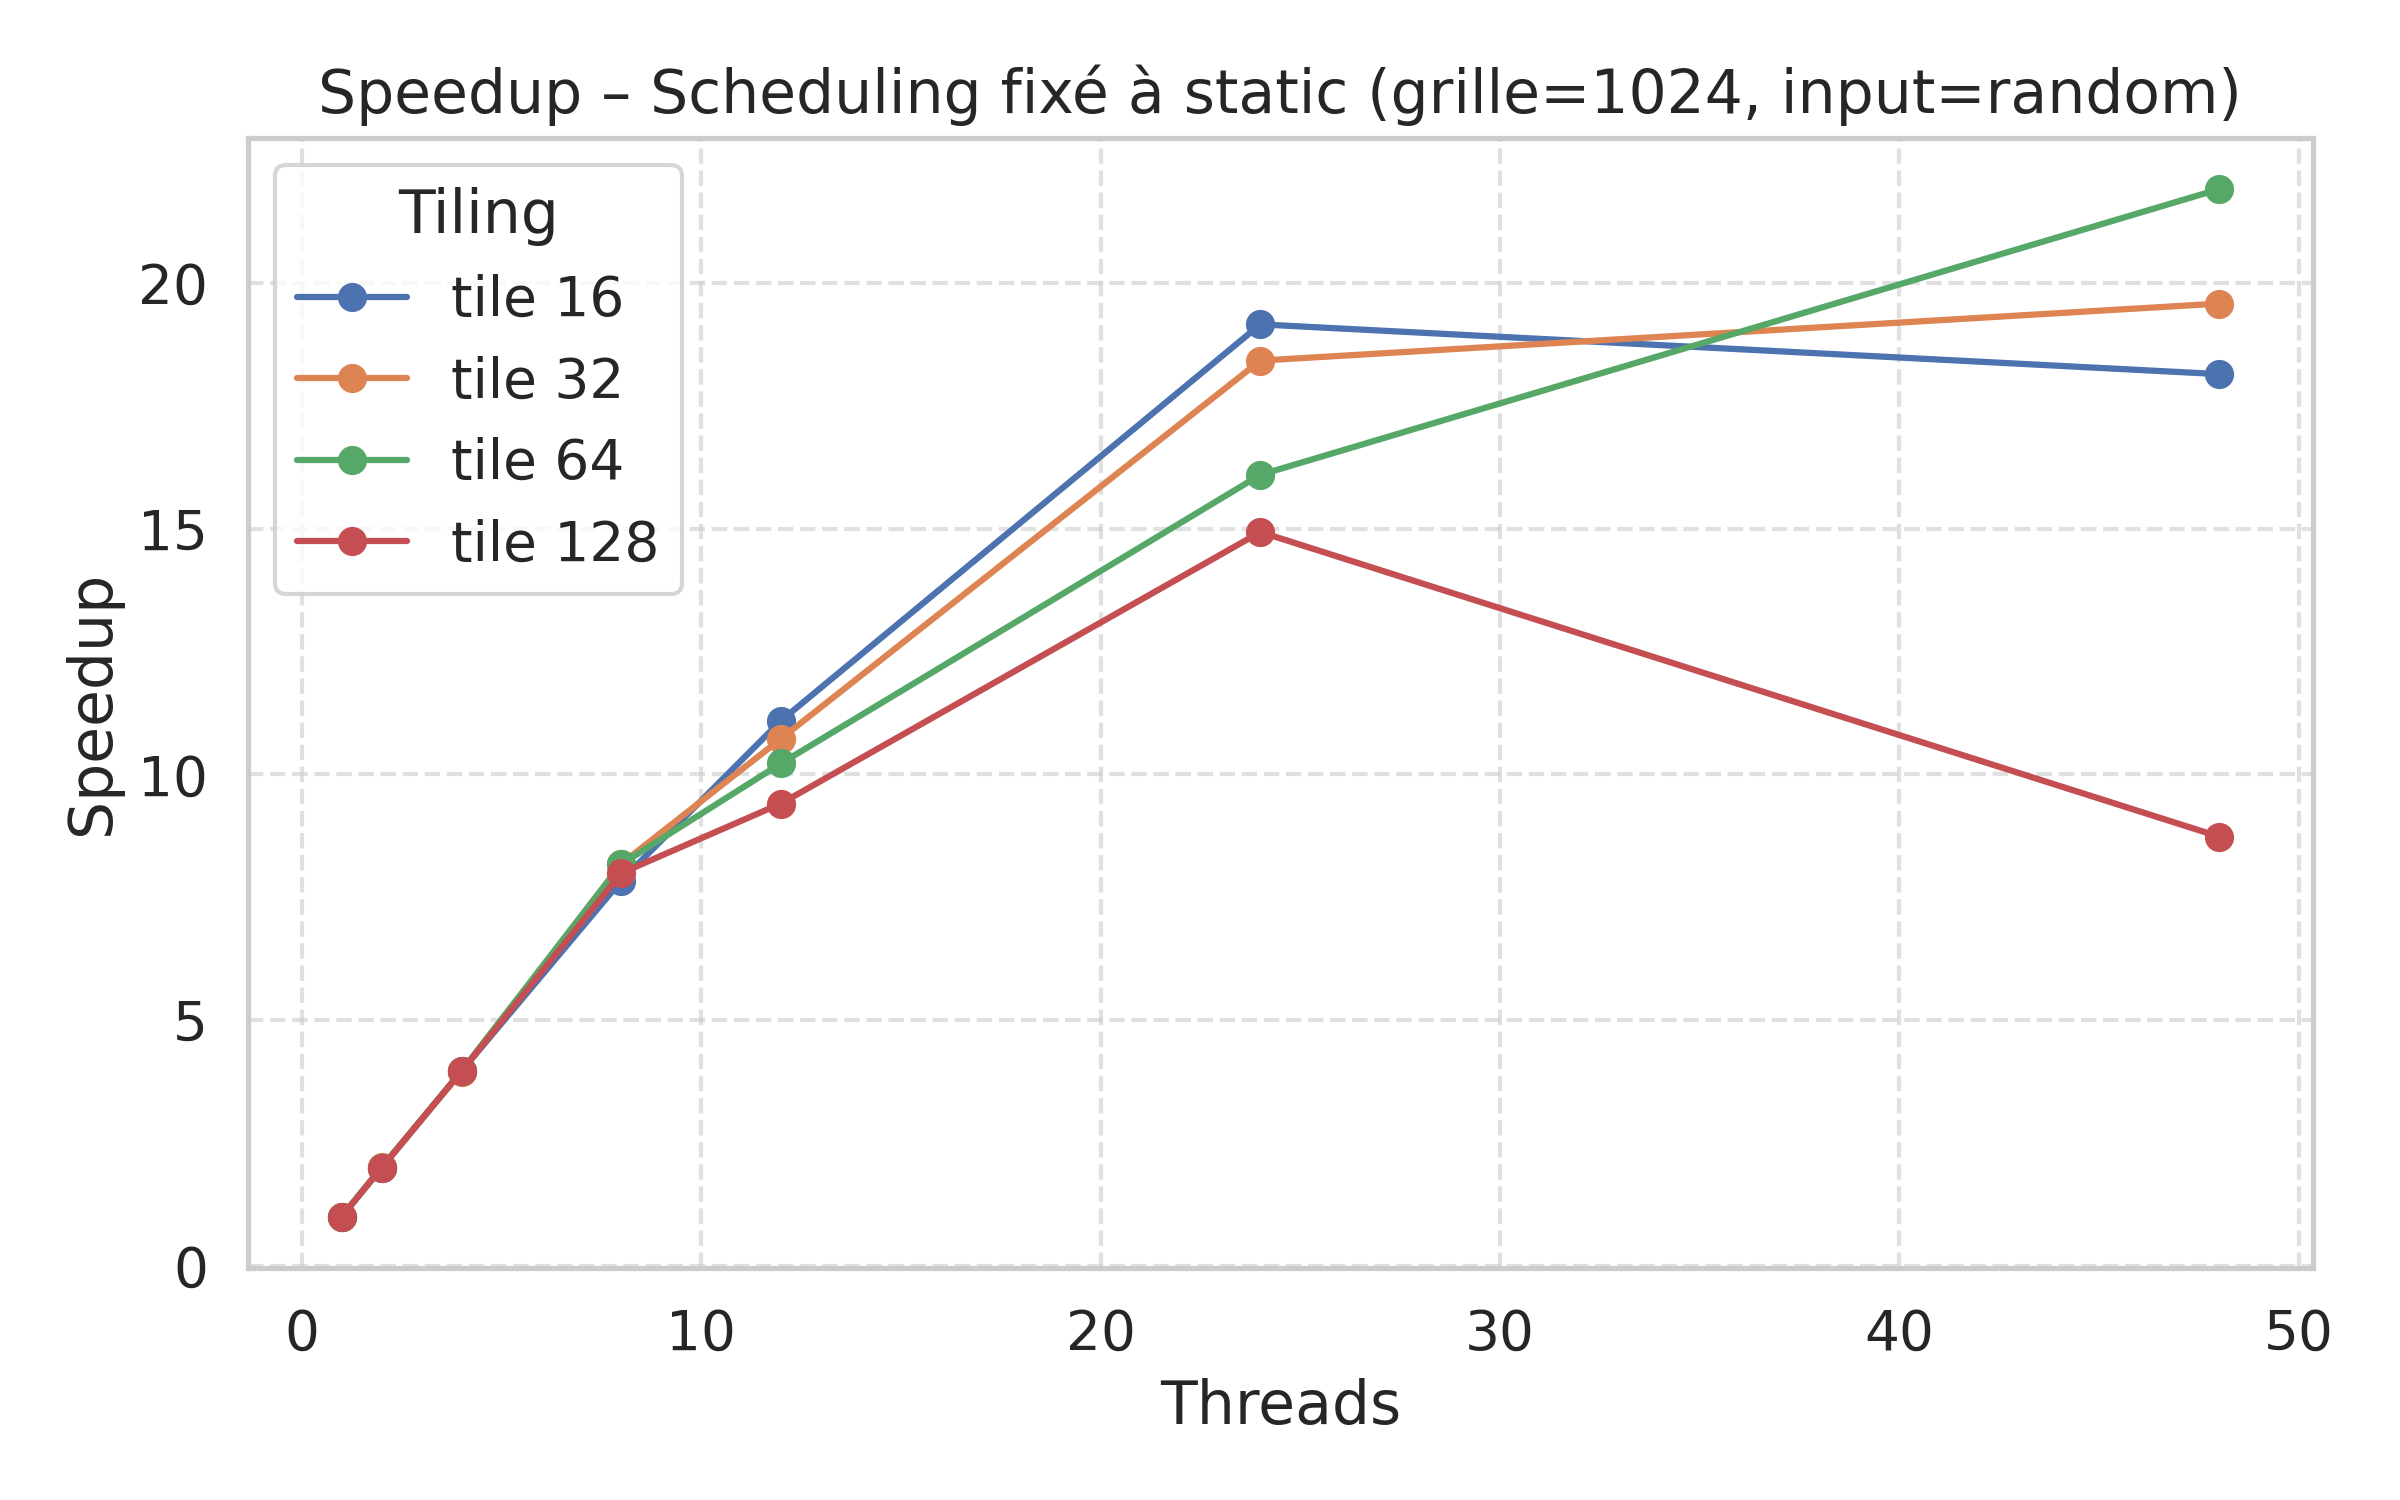 Speedup – Scheduling fixé à static (grille=1024, input=random)
Tiling
tile 16
tile 32
tile 64
tile 128
Speedup
20
15
10
5
0
0 10 20 30 40 50
Threads